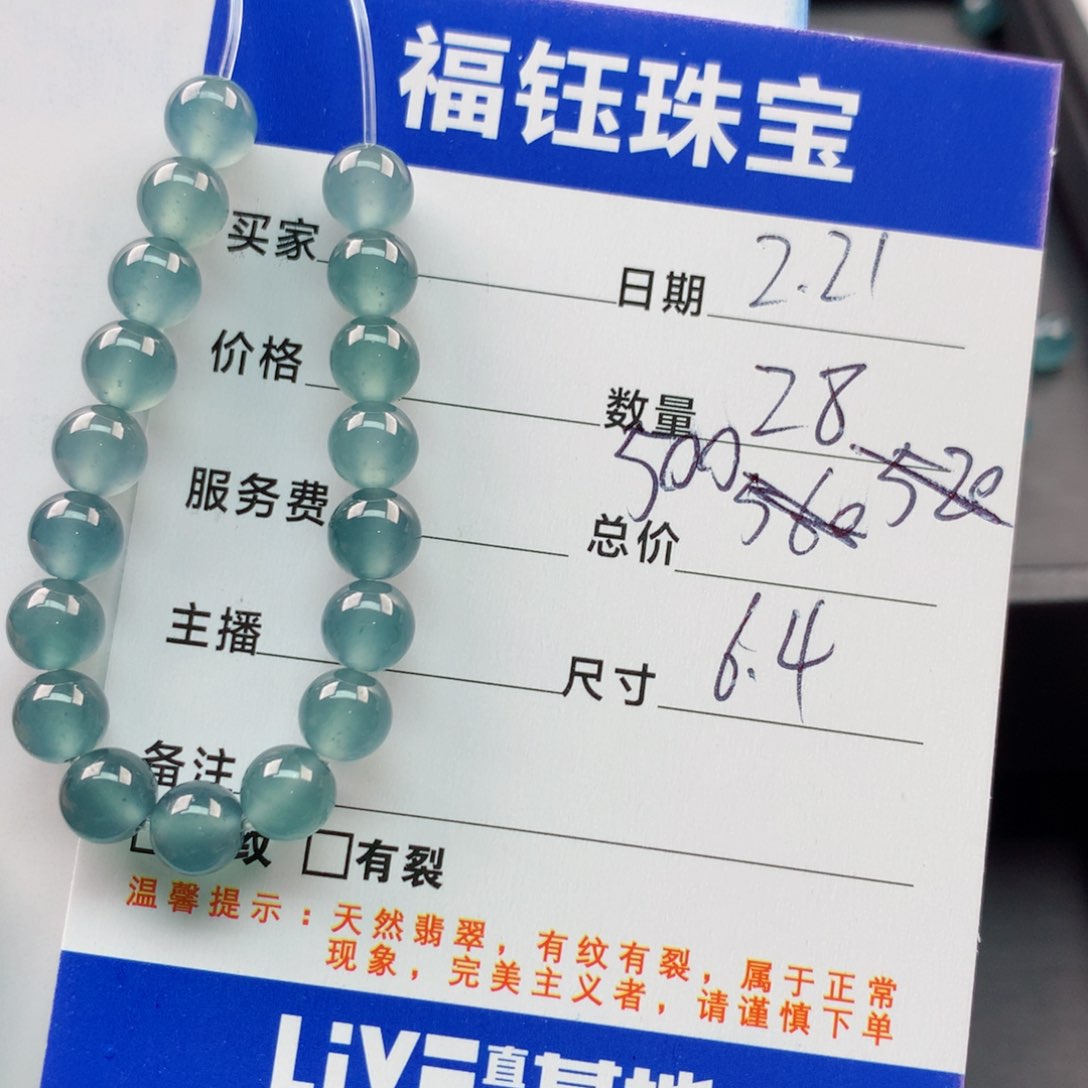 福钰珠宝
买家 日期 2.21
价格 数量 28
500 560 520
服务费 总价
主播 尺寸 6.4
备注
纹 有裂
温馨提示：天然翡翠，有纹有裂，属于正常
现象，完美主义者，请谨慎下单
LIVE